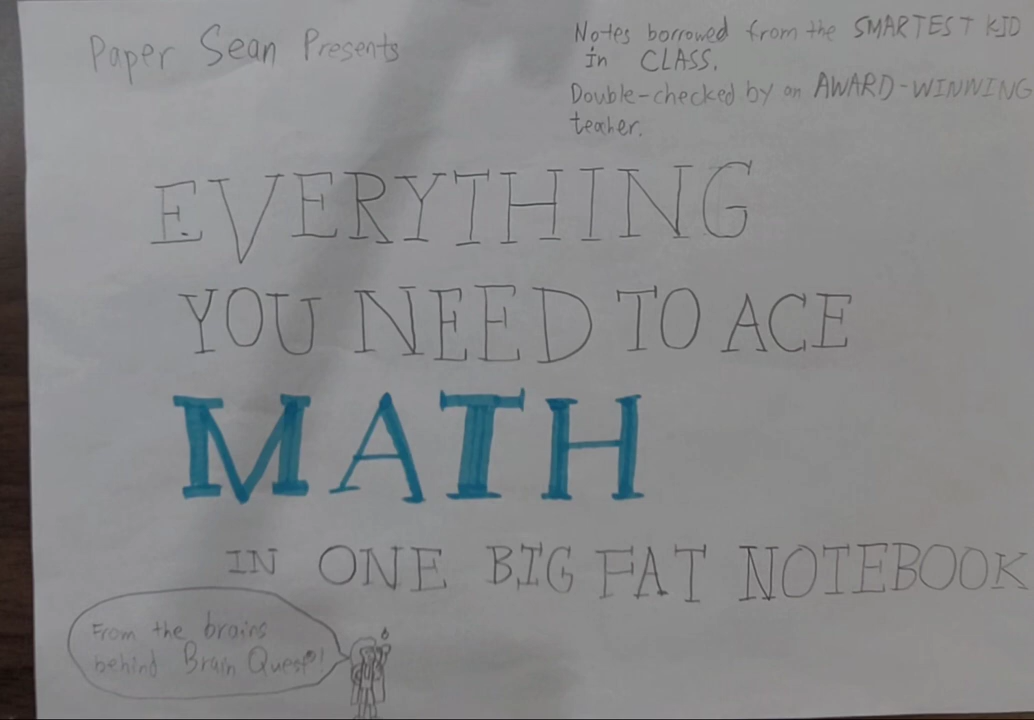 Paper Sean Presents
Notes borrowed from the SMARTEST KID
in CLASS.
Double-checked by an AWARD-WINNING
teacher.
EVERYTHING
YOU NEED TO ACE
MATH
IN ONE BIG FAT NOTEBOOK
From the brains
behind Brain Quest!